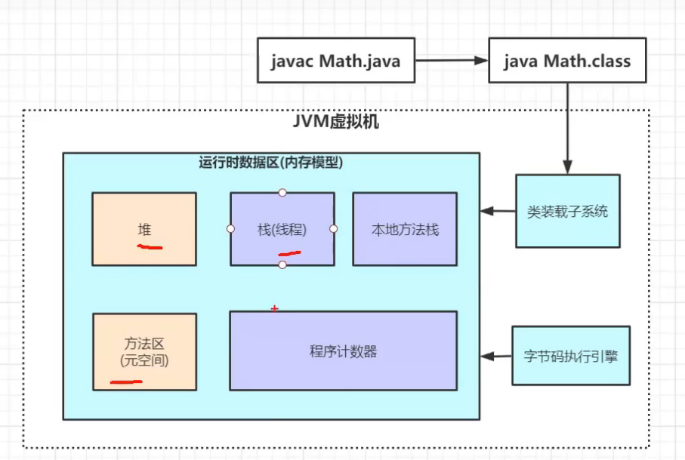 javac Math.java
java Math.class
JVM虚拟机
运行时数据区(内存模型)
堆
栈(线程)
本地方法栈
类装载子系统
方法区
(元空间)
程序计数器
字节码执行引擎